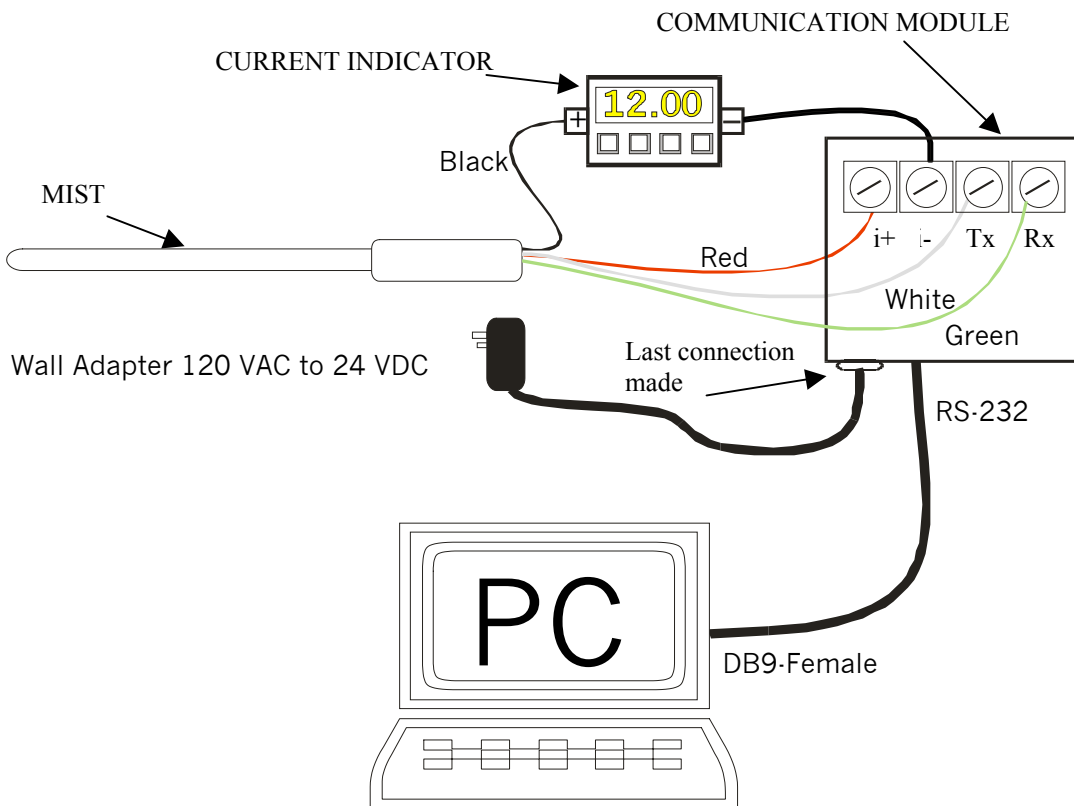 COMMUNICATION MODULE
CURRENT INDICATOR
12.00
+
–
Black
MIST
i+
i-
Tx
Rx
Red
White
Green
Wall Adapter 120 VAC to 24 VDC
Last connection
made
RS-232
PC
DB9-Female